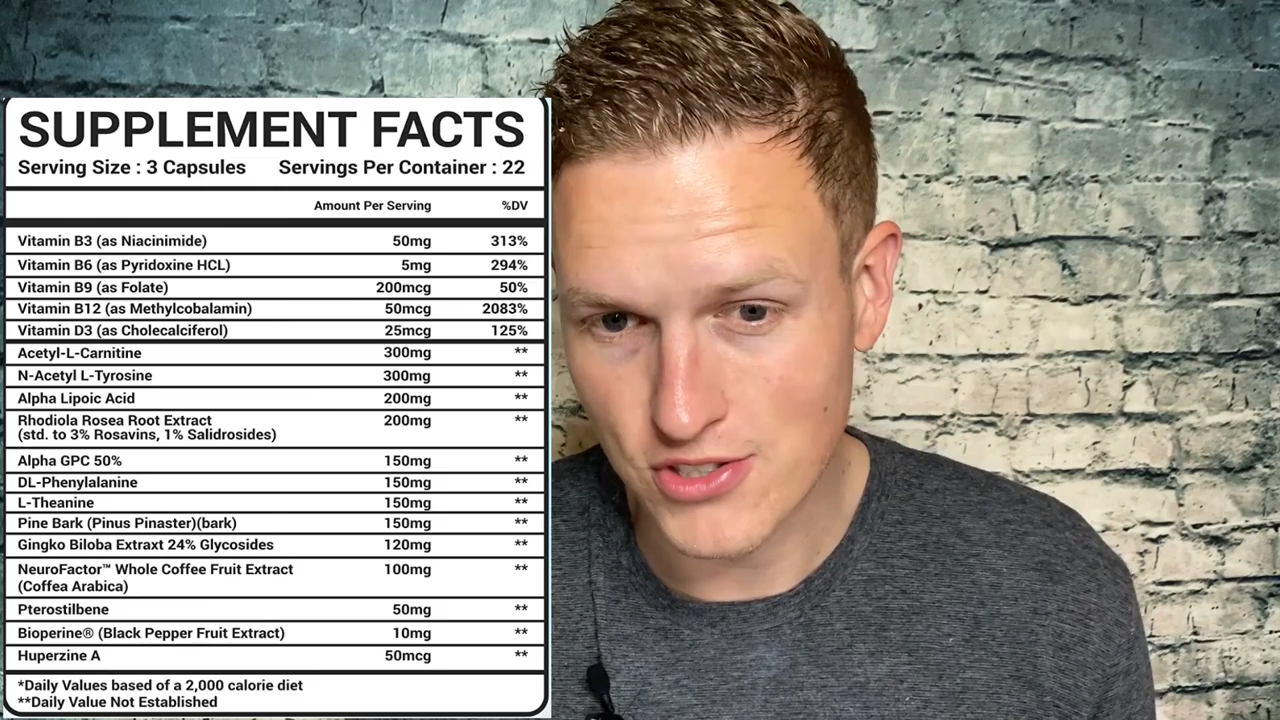 SUPPLEMENT FACTS
Serving Size : 3 Capsules Servings Per Container : 22
Amount Per Serving %DV
Vitamin B3 (as Niacinimide) 50mg 313%
Vitamin B6 (as Pyridoxine HCL) 5mg 294%
Vitamin B9 (as Folate) 200mcg 50%
Vitamin B12 (as Methylcobalamin) 50mcg 2083%
Vitamin D3 (as Cholecalciferol) 25mcg 125%
Acetyl-L-Carnitine 300mg **
N-Acetyl L-Tyrosine 300mg **
Alpha Lipoic Acid 200mg **
Rhodiola Rosea Root Extract 200mg **
(std. to 3% Rosavins, 1% Salidrosides)
Alpha GPC 50% 150mg **
DL-Phenylalanine 150mg **
L-Theanine 150mg **
Pine Bark (Pinus Pinaster)(bark) 150mg **
Gingko Biloba Extraxt 24% Glycosides 120mg **
NeuroFactor™ Whole Coffee Fruit Extract 100mg **
(Coffea Arabica)
Pterostilbene 50mg **
Bioperine® (Black Pepper Fruit Extract) 10mg **
Huperzine A 50mcg **
*Daily Values based of a 2,000 calorie diet
**Daily Value Not Established